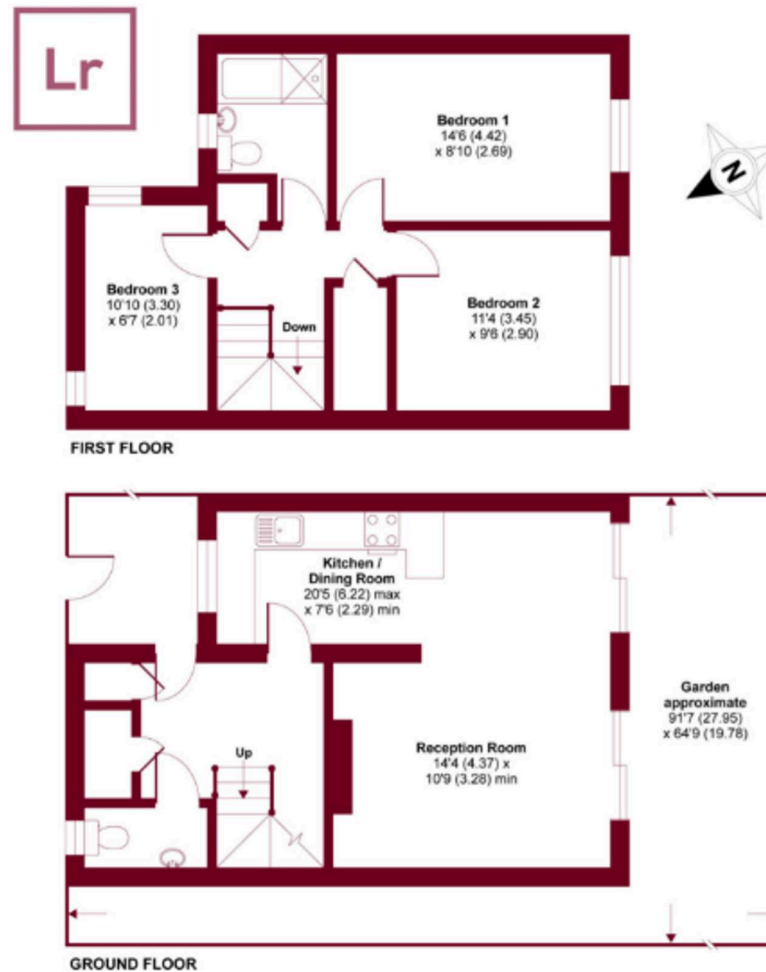 Lr
Bedroom 1
14'6 (4.42)
x 8'10 (2.69)
N
Bedroom 3
10'10 (3.30)
x 6'7 (2.01)
Bedroom 2
11'4 (3.45)
x 9'6 (2.90)
Down
FIRST FLOOR
Kitchen /
Dining Room
20'5 (6.22) max
x 7'6 (2.29) min
Garden
approximate
91'7 (27.95)
x 64'9 (19.78)
Up
Reception Room
14'4 (4.37) x
10'9 (3.28) min
GROUND FLOOR